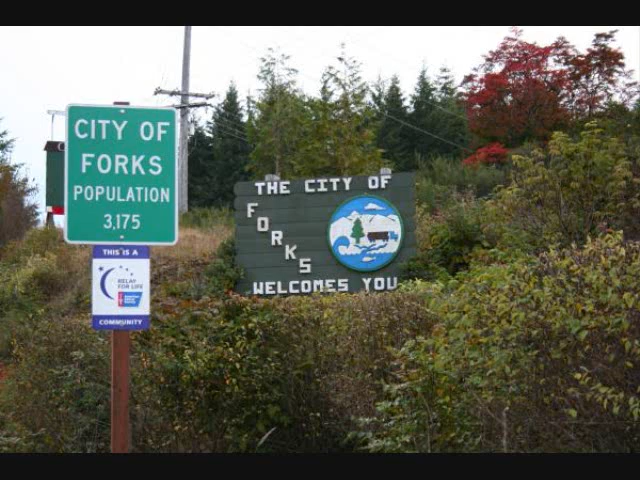 CITY OF
FORKS
POPULATION
3,175
THIS IS A
RELAY
FOR LIFE
COMMUNITY
THE CITY OF
FORKS
WELCOMES YOU